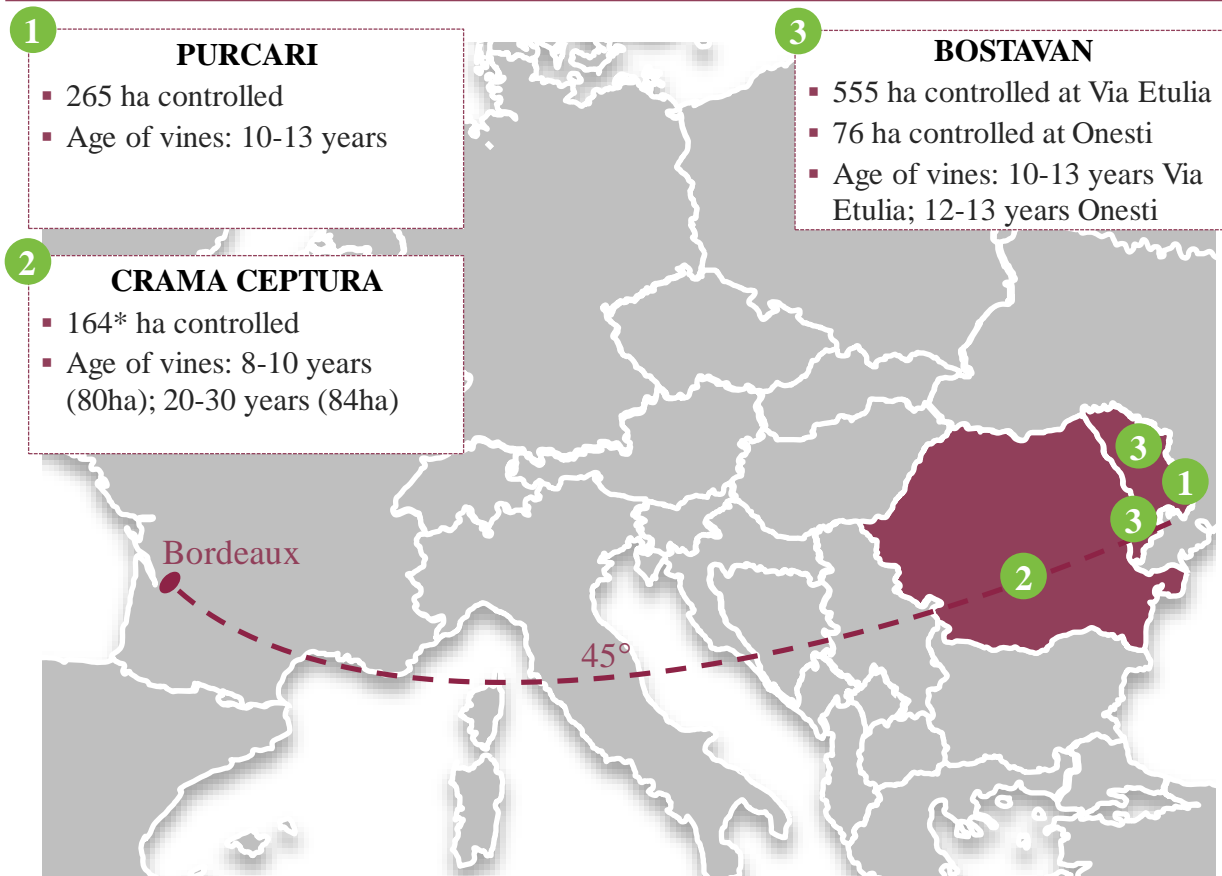 1
PURCARI
▪ 265 ha controlled
▪ Age of vines: 10-13 years
2
CRAMA CEPTURA
▪ 164* ha controlled
▪ Age of vines: 8-10 years
(80ha); 20-30 years (84ha)
3
BOSTAVAN
▪ 555 ha controlled at Via Etulia
▪ 76 ha controlled at Onesti
▪ Age of vines: 10-13 years Via
Etulia; 12-13 years Onesti
3
1
3
Bordeaux
2
45°